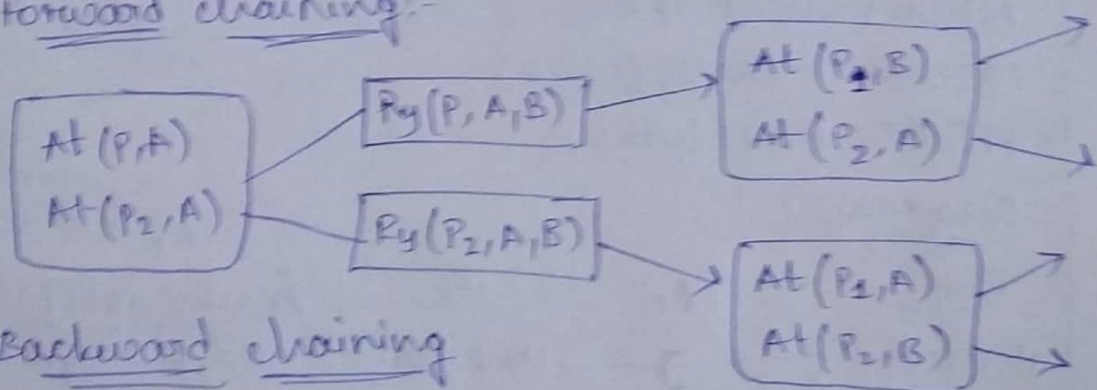 Forward chaining:-
At (P,A)
At (P2, A)
Fly (P, A, B)
Fly (P2, A, B)
At (P1, B)
At (P2, A)
At (P1, A)
At (P2, B)
Backward chaining